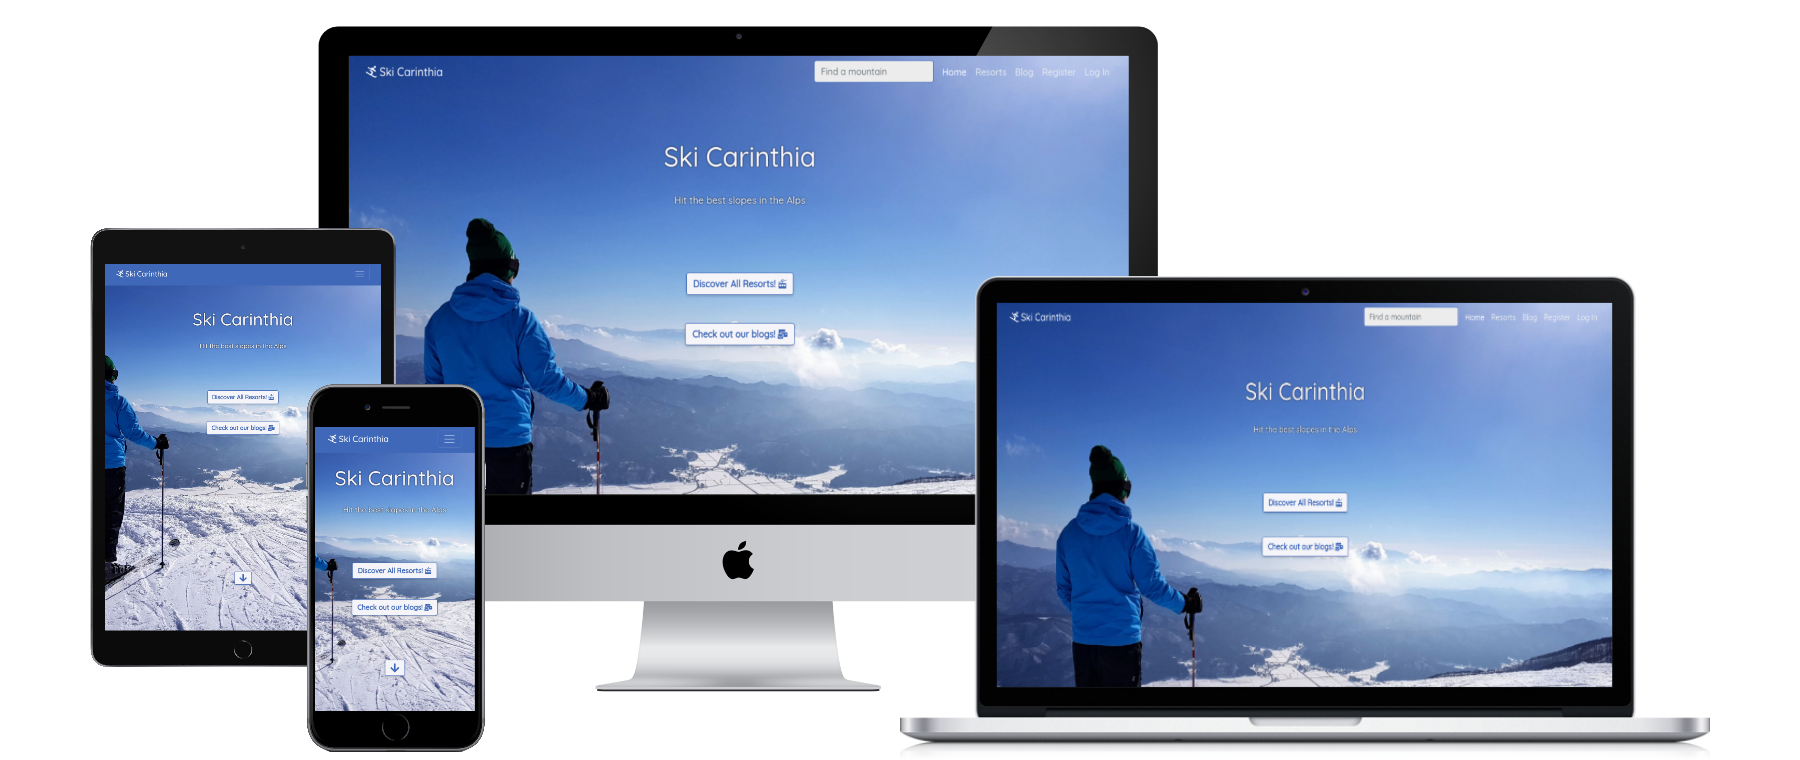 Ski Carinthia
Find a mountain
Home Resorts Blog Register Log In
Ski Carinthia
Hit the best slopes in the Alps
Discover All Resorts!
Check out our blogs!
Ski Carinthia
Ski Carinthia
Hit the best slopes in the Alps
Discover All Resorts!
Check out our blogs!
Ski Carinthia
Ski Carinthia
Hit the best slopes in the Alps
Discover All Resorts!
Check out our blogs!
Ski Carinthia
Find a mountain
Home Resorts Blog Register Log In
Ski Carinthia
Hit the best slopes in the Alps
Discover All Resorts!
Check out our blogs!